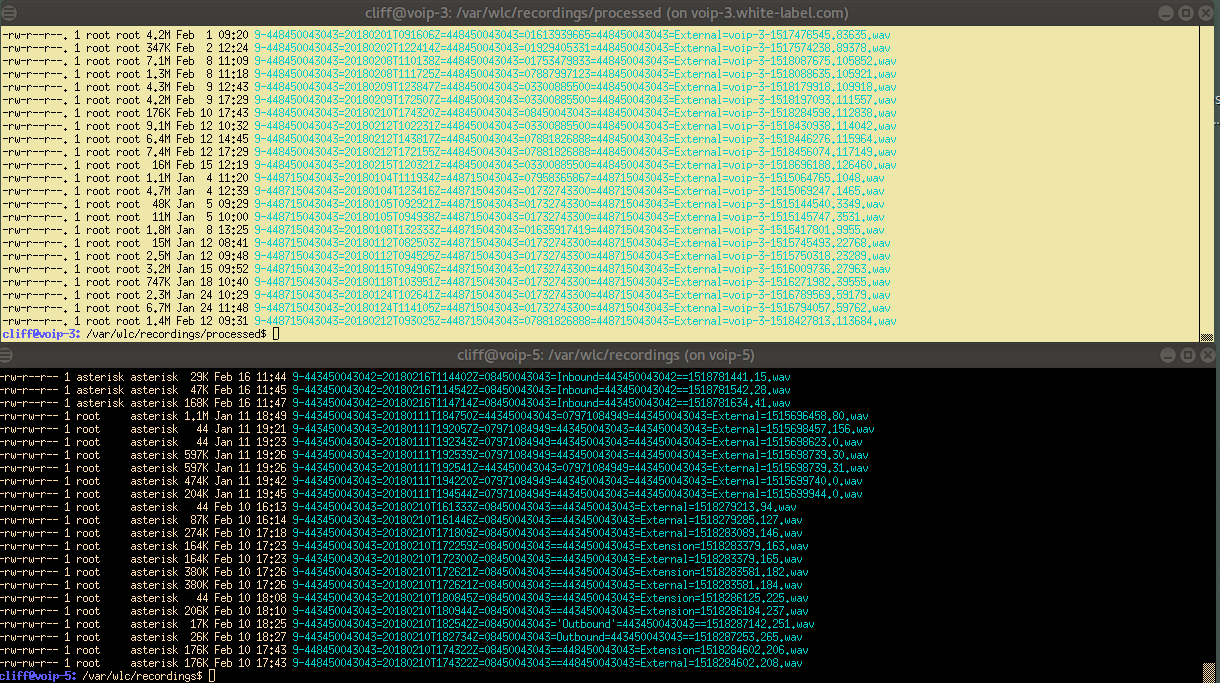 cliff@voip-3: /var/wlc/recordings/processed (on voip-3.white-label.com)
-rw-r--r--. 1 root root 4.2M Feb  1 09:20 9-448450043043=20180201T091606Z=448450043043=01613939665=448450043043=External=voip-3-1517476545.83635.wav
-rw-r--r--. 1 root root 347K Feb  2 12:24 9-448450043043=20180202T122414Z=448450043043=01929405331=448450043043=External=voip-3-1517574238.89378.wav
-rw-r--r--. 1 root root 7.1M Feb  8 11:09 9-448450043043=20180208T110138Z=448450043043=01753479833=448450043043=External=voip-3-1518087675.105852.wav
-rw-r--r--. 1 root root 1.3M Feb  8 11:18 9-448450043043=20180208T111725Z=448450043043=07887997123=448450043043=External=voip-3-1518088635.105921.wav
-rw-r--r--. 1 root root 4.3M Feb  9 12:43 9-448450043043=20180209T123847Z=448450043043=03300885500=448450043043=External=voip-3-1518179918.109918.wav
-rw-r--r--. 1 root root 4.2M Feb  9 17:29 9-448450043043=20180209T172507Z=448450043043=03300885500=448450043043=External=voip-3-1518197093.111557.wav
-rw-r--r--. 1 root root 176K Feb 10 17:43 9-448450043043=20180210T174320Z=448450043043=08450043043=448450043043=External=voip-3-1518284598.112838.wav
-rw-r--r--. 1 root root 9.1M Feb 12 10:32 9-448450043043=20180212T102231Z=448450043043=03300885500=448450043043=External=voip-3-1518430938.114042.wav
-rw-r--r--. 1 root root 6.4M Feb 12 14:45 9-448450043043=20180212T143817Z=448450043043=07881826888=448450043043=External=voip-3-1518446276.115964.wav
-rw-r--r--. 1 root root 7.4M Feb 12 17:29 9-448450043043=20180212T172155Z=448450043043=07881826888=448450043043=External=voip-3-1518456074.117149.wav
-rw-r--r--. 1 root root  16M Feb 15 12:19 9-448450043043=20180215T120321Z=448450043043=03300885500=448450043043=External=voip-3-1518696188.126460.wav
-rw-r--r--. 1 root root 1.1M Jan  4 11:20 9-448715043043=20180104T111934Z=448715043043=07958365867=448715043043=External=voip-3-1515064765.1048.wav
-rw-r--r--. 1 root root 4.7M Jan  4 12:39 9-448715043043=20180104T123416Z=448715043043=01732743300=448715043043=External=voip-3-1515069247.1465.wav
-rw-r--r--. 1 root root  48K Jan  5 09:29 9-448715043043=20180105T092921Z=448715043043=01732743300=448715043043=External=voip-3-1515144540.3349.wav
-rw-r--r--. 1 root root  11M Jan  5 10:00 9-448715043043=20180105T094938Z=448715043043=01732743300=448715043043=External=voip-3-1515145747.3531.wav
-rw-r--r--. 1 root root 1.8M Jan  8 13:25 9-448715043043=20180108T132333Z=448715043043=01635917419=448715043043=External=voip-3-1515417801.9955.wav
-rw-r--r--. 1 root root  15M Jan 12 08:41 9-448715043043=20180112T082503Z=448715043043=01732744300=448715043043=External=voip-3-1515745493.22768.wav
-rw-r--r--. 1 root root 2.5M Jan 12 09:48 9-448715043043=20180112T094525Z=448715043043=01732743300=448715043043=External=voip-3-1515750318.23289.wav
-rw-r--r--. 1 root root 3.2M Jan 15 09:52 9-448715043043=20180115T094906Z=448715043043=01732743300=448715043043=External=voip-3-1516009736.27963.wav
-rw-r--r--. 1 root root 747K Jan 18 10:40 9-448715043043=20180118T103951Z=448715043043=01732743300=448715043043=External=voip-3-1516271982.39555.wav
-rw-r--r--. 1 root root 2.3M Jan 24 10:29 9-448715043043=20180124T102641Z=448715043043=01732743300=448715043043=External=voip-3-1516789569.59179.wav
-rw-r--r--. 1 root root 6.7M Jan 24 11:48 9-448715043043=20180124T114105Z=448715043043=01732743300=448715043043=External=voip-3-1516794057.59762.wav
-rw-r--r--. 1 root root 1.4M Feb 12 09:31 9-448715043043=20180212T093025Z=448715043043=07881826888=448715043043=External=voip-3-1518427813.113684.wav
cliff@voip-3: /var/wlc/recordings/processed$
cliff@voip-5: /var/wlc/recordings (on voip-5)
-rw-rw-r--- 1 asterisk asterisk  29K Feb 16 11:44 9-443450043042=20180216T114402Z=08450043043=Inbound=443450043042==1518781441.15.wav
-rw-rw-r--- 1 asterisk asterisk  47K Feb 16 11:45 9-443450043042=20180216T114542Z=08450043043=Inbound=443450043042==1518781542.28.wav
-rw-rw-r--- 1 asterisk asterisk 168K Feb 16 11:47 9-443450043042=20180216T114714Z=08450043043=Inbound=443450043042==1518781634.41.wav
-rw-rw---- 1 root     asterisk 1.1M Jan 11 18:49 9-443450043043=20180111T184750Z=443450043043=07971084949=443450043043=External=1515696458.80.wav
-rw-rw---- 1 root     asterisk   44 Jan 11 19:21 9-443450043043=20180111T192057Z=07971084949=443450043043=443450043043=External=1515698457.156.wav
-rw-rw---- 1 root     asterisk   44 Jan 11 19:23 9-443450043043=20180111T192343Z=07971084949=443450043043=443450043043=External=1515698623.0.wav
-rw-rw---- 1 root     asterisk 597K Jan 11 19:26 9-443450043043=20180111T192539Z=07971084949=443450043043=443450043043=External=1515698739.30.wav
-rw-rw---- 1 root     asterisk 597K Jan 11 19:26 9-443450043043=20180111T192541Z=443450043043=07971084949=443450043043=External=1515698739.31.wav
-rw-rw---- 1 root     asterisk 474K Jan 11 19:42 9-443450043043=20180111T194220Z=07971084949=443450043043=443450043043=External=1515699740.0.wav
-rw-rw---- 1 root     asterisk 204K Jan 11 19:45 9-443450043043=20180111T194544Z=07971084949=443450043043=443450043043=External=1515699944.0.wav
-rw-rw---- 1 root     asterisk   44 Feb 10 16:13 9-443450043043=20180210T161333Z=08450043043==443450043043=External=1518279213.94.wav
-rw-rw---- 1 root     asterisk  87K Feb 10 16:14 9-443450043043=20180210T161446Z=08450043043==443450043043=External=1518279285.127.wav
-rw-rw---- 1 root     asterisk 274K Feb 10 17:18 9-443450043043=20180210T171809Z=08450043043==443450043043=External=1518283089.146.wav
-rw-rw---- 1 root     asterisk 164K Feb 10 17:23 9-443450043043=20180210T172259Z=08450043043==443450043043=Extension=1518283379.163.wav
-rw-rw---- 1 root     asterisk 164K Feb 10 17:23 9-443450043043=20180210T172300Z=08450043043==443450043043=External=1518283379.165.wav
-rw-rw---- 1 root     asterisk 380K Feb 10 17:26 9-443450043043=20180210T172621Z=08450043043==443450043043=Extension=1518283581.182.wav
-rw-rw---- 1 root     asterisk 380K Feb 10 17:26 9-443450043043=20180210T172621Z=08450043043==443450043043=External=1518283581.184.wav
-rw-rw---- 1 root     asterisk   44 Feb 10 18:08 9-443450043043=20180210T180845Z=08450043043==443450043043=Extension=1518286125.225.wav
-rw-rw---- 1 root     asterisk 206K Feb 10 18:10 9-443450043043=20180210T180944Z=08450043043==443450043043=Extension=1518286184.237.wav
-rw-rw---- 1 root     asterisk  17K Feb 10 18:25 9-443450043043=20180210T182542Z=08450043043='Outbound'=443450043043==1518287142.251.wav
-rw-rw---- 1 root     asterisk  26K Feb 10 18:27 9-443450043043=20180210T182734Z=08450043043=Outbound=443450043043==1518287253.265.wav
-rw-rw---- 1 root     asterisk 176K Feb 10 17:43 9-448450043043=20180210T174322Z=08450043043==448450043043=Extension=1518284602.206.wav
-rw-rw---- 1 root     asterisk 176K Feb 10 17:43 9-448450043043=20180210T174322Z=08450043043==448450043043=External=1518284602.208.wav
cliff@voip-5: /var/wlc/recordings$